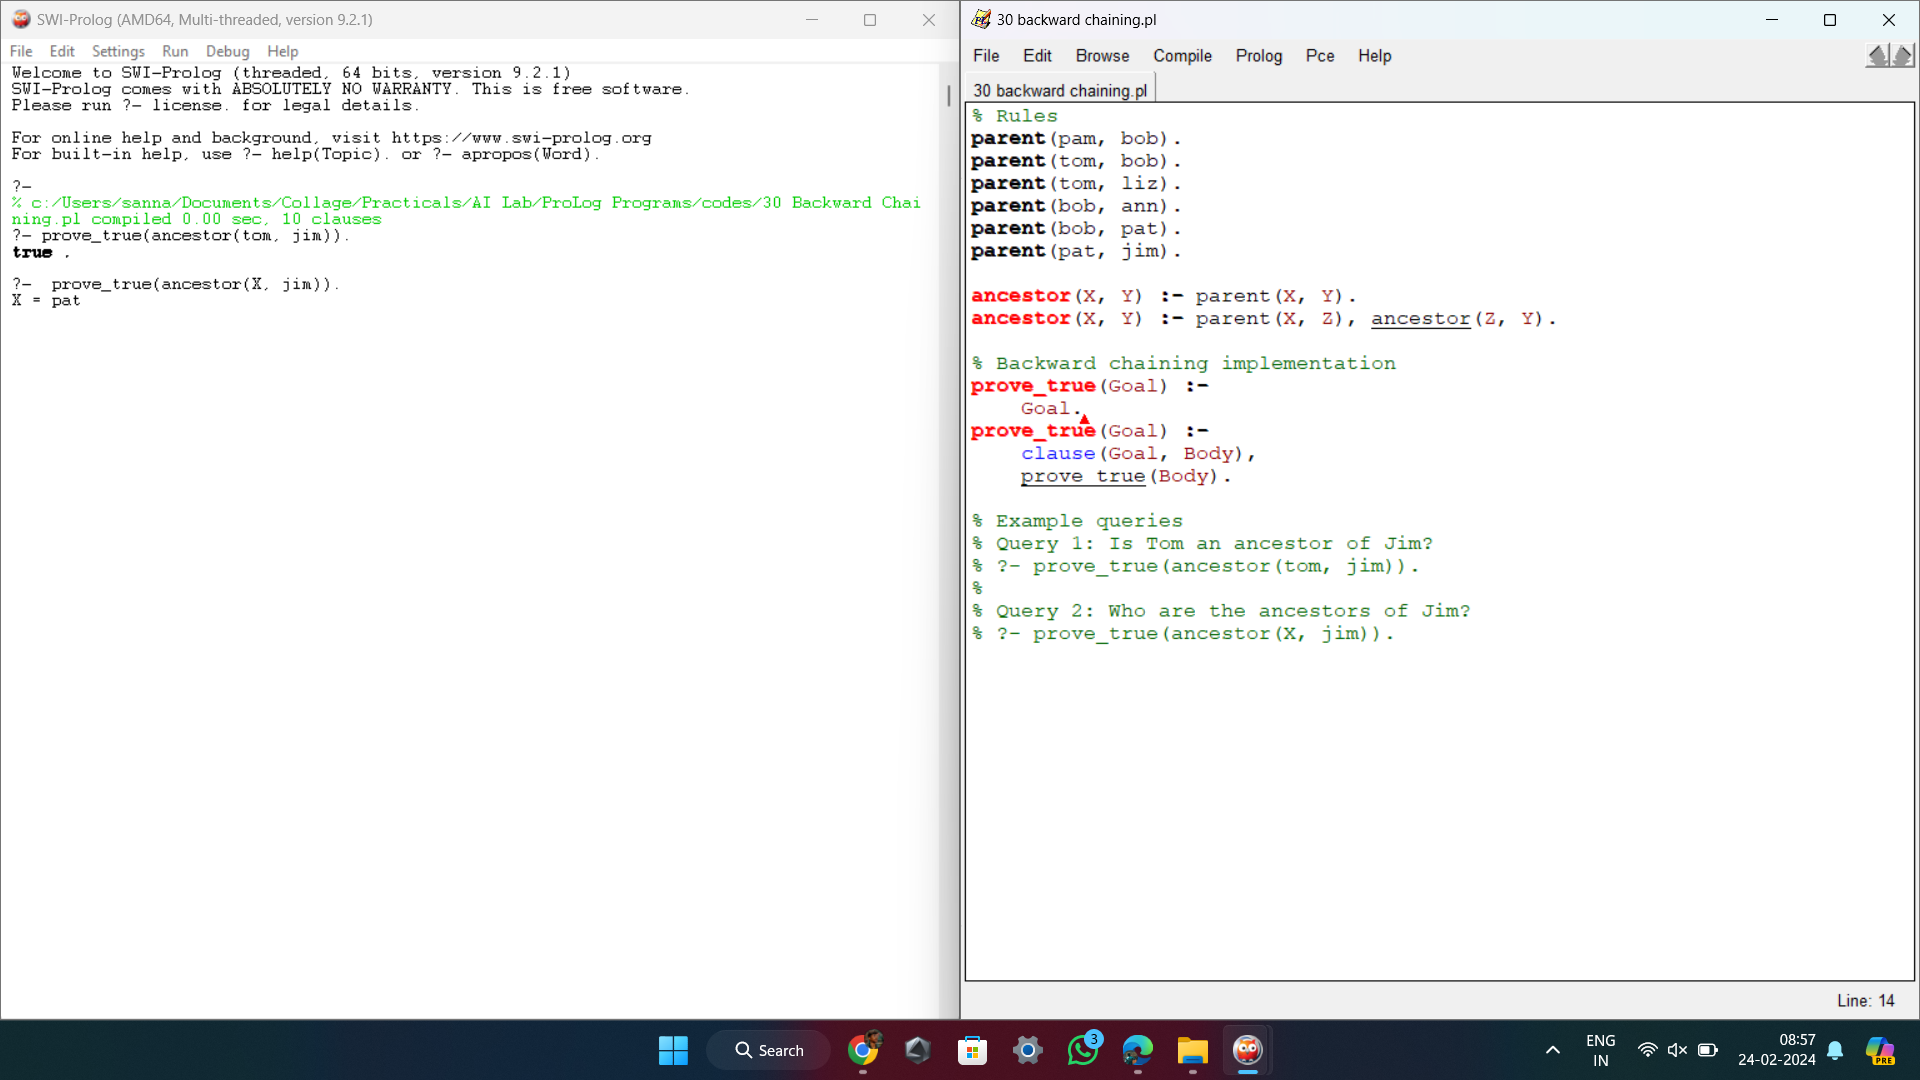 SWI-Prolog (AMD64, Multi-threaded, version 9.2.1)
File Edit Settings Run Debug Help
Welcome to SWI-Prolog (threaded, 64 bits, version 9.2.1)
SWI-Prolog comes with ABSOLUTELY NO WARRANTY. This is free software.
Please run ?- license. for legal details.
For online help and background, visit https://www.swi-prolog.org
For built-in help, use ?- help(Topic). or ?- apropos(Word).
?-
% c:/Users/sanna/Documents/Collage/Practicals/AI Lab/ProLog Programs/codes/30 Backward Chai
ning.pl compiled 0.00 sec, 10 clauses
?- prove_true(ancestor(tom, jim)).
true .
?-  prove_true(ancestor(X, jim)).
X = pat
30 backward chaining.pl
File Edit Browse Compile Prolog Pce Help
30 backward chaining.pl
% Rules
parent(pam, bob).
parent(tom, bob).
parent(tom, liz).
parent(bob, ann).
parent(bob, pat).
parent(pat, jim).
ancestor(X, Y) :- parent(X, Y).
ancestor(X, Y) :- parent(X, Z), ancestor(Z, Y).
% Backward chaining implementation
prove_true(Goal) :-
    Goal.
prove_true(Goal) :-
    clause(Goal, Body),
    prove_true(Body).
% Example queries
% Query 1: Is Tom an ancestor of Jim?
% ?- prove_true(ancestor(tom, jim)).
%
% Query 2: Who are the ancestors of Jim?
% ?- prove_true(ancestor(X, jim)).
Line: 14
Search
3
ENG
IN
08:57
24-02-2024
PRE